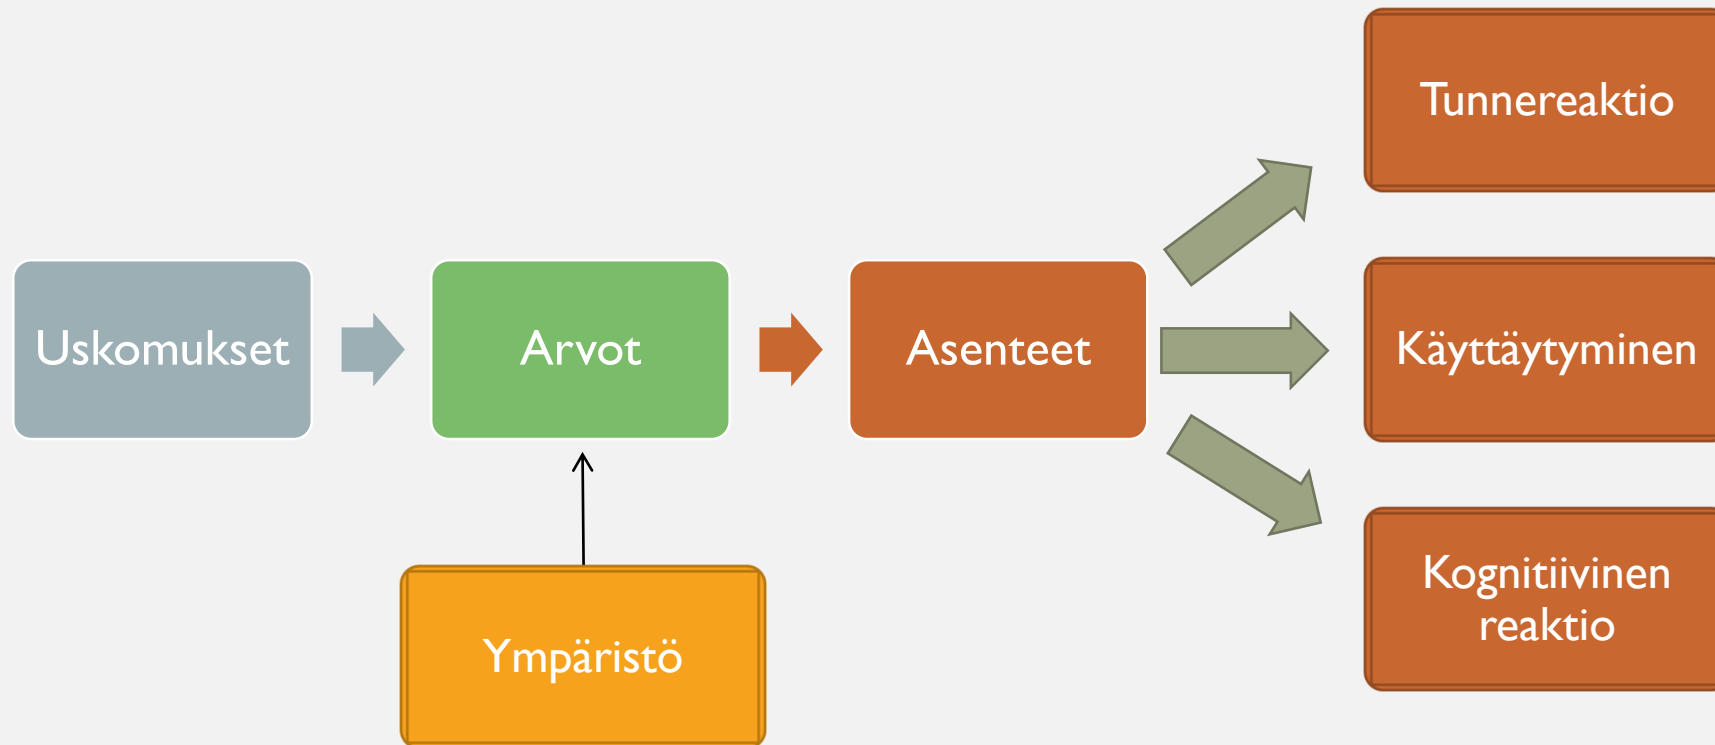 Tunnereaktio
Uskomukset
Arvot
Asenteet
Käyttäytyminen
Kognitiivinen
reaktio
Ympäristö